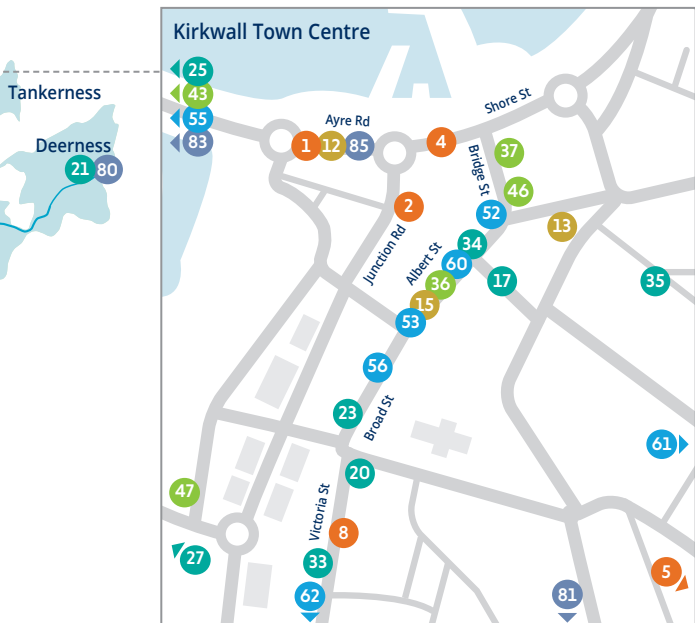 Kirkwall Town Centre
25
43
55
83
Tankerness
Deerness
21 80
Ayre Rd
1 12 85
4
Shore St
37
46
Bridge St
52
13
2
Junction Rd
Albert St
34
60
36
15
53
17
35
56
23
Broad St
61
20
47
Victoria St
8
27
33
62
5
81